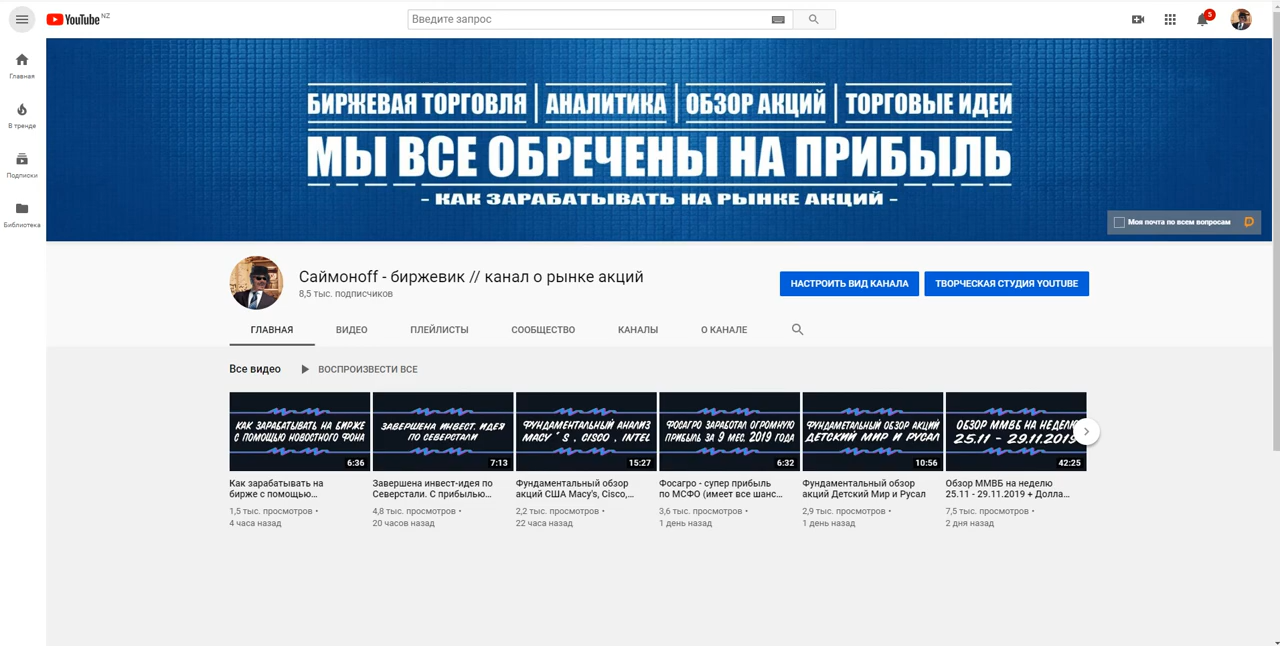 YouTube NZ
Введите запрос
5
Главная
В тренде
Подписки
Библиотека
БИРЖЕВАЯ ТОРГОВЛЯ | АНАЛИТИКА | ОБЗОР АКЦИЙ | ТОРГОВЫЕ ИДЕИ
МЫ ВСЕ ОБРЕЧЕНЫ НА ПРИБЫЛЬ
- КАК ЗАРАБАТЫВАТЬ НА РЫНКЕ АКЦИЙ -
Моя почта по всем вопросам
Саймонoff - биржевик // канал о рынке акций
8,5 тыс. подписчиков
НАСТРОИТЬ ВИД КАНАЛА
ТВОРЧЕСКАЯ СТУДИЯ YOUTUBE
ГЛАВНАЯ ВИДЕО ПЛЕЙЛИСТЫ СООБЩЕСТВО КАНАЛЫ О КАНАЛЕ
Все видео ВОСПРОИЗВЕСТИ ВСЕ
КАК ЗАРАБАТЫВАТЬ НА БИРЖЕ
С ПОМОЩЬЮ НОВОСТНОГО ФОНА
6:36
Как зарабатывать на
бирже с помощью...
1,5 тыс. просмотров •
4 часа назад
ЗАВЕРШЕНА ИНВЕСТ. ИДЕЯ
ПО СЕВЕРСТАЛИ
7:13
Завершена инвест-идея по
Северстали. С прибылью...
4,8 тыс. просмотров •
20 часов назад
ФУНДАМЕНТАЛЬНЫЙ АНАЛИЗ
MACY`S . CISCO . INTEL
15:27
Фундаментальный обзор
акций США Macy's, Cisco,...
2,2 тыс. просмотров •
22 часа назад
ФОСАГРО ЗАРАБОТАЛ ОГРОМНУЮ
ПРИБЫЛЬ ЗА 9 МЕС. 2019 ГОДА
6:32
Фосагро - супер прибыль
по МСФО (имеет все шанс...
3,6 тыс. просмотров •
1 день назад
ФУНДАМЕТАЛЬНЫЙ ОБЗОР АКЦИЙ
ДЕТСКИЙ МИР И РУСАЛ
10:56
Фундаментальный обзор
акций Детский Мир и Русал
2,9 тыс. просмотров •
1 день назад
ОБЗОР ММВБ НА НЕДЕЛЮ
25.11 - 29.11.2019
42:25
Обзор ММВБ на неделю
25.11 - 29.11.2019 + Долла...
7,5 тыс. просмотров •
2 дня назад